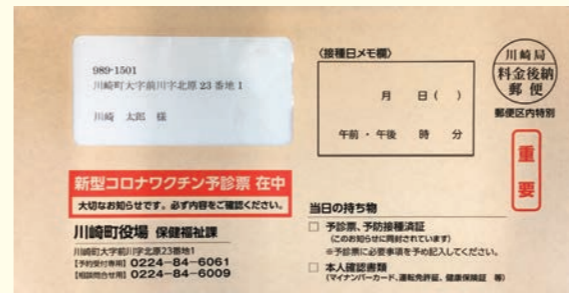 989-1501
川崎町大字前川字北原 23 番地 1
川崎 太郎 様
新型コロナワクチン予診票 在中
大切なお知らせです。必ず内容をご確認ください。
川崎町役場 保健福祉課
川崎町大字前川字北原23番地1
【予約受付専用】0224-84-6061
【相談問合せ用】0224-84-6009
〈接種日メモ欄〉
月 日( )
午前・午後 時 分
川崎局
料金後納
郵便
郵便区内特別
重要
当日の持ち物
□ 予診票、予防接種済証
(このお知らせに同封されています)
※予診票に必要事項を予め記入してください。
□ 本人確認書類
(マイナンバーカード、運転免許証、健康保険証 等)